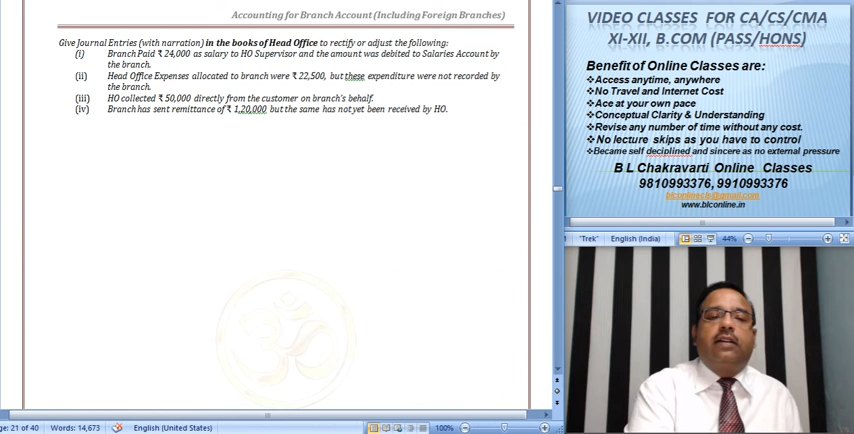 Accounting for Branch Account (Including Foreign Branches)
Give Journal Entries (with narration) in the books of Head Office to rectify or adjust the following:
(i) Branch Paid ₹ 24,000 as salary to HO Supervisor and the amount was debited to Salaries Account by
the branch.
(ii) Head Office Expenses allocated to branch were ₹ 22,500, but these expenditure were not recorded by
the branch.
(iii) HO collected ₹ 50,000 directly from the customer on branch's behalf.
(iv) Branch has sent remittance of ₹ 1,20,000 but the same has not yet been received by HO.
ge: 21 of 40 Words: 14,673 English (United States) 100%
VIDEO CLASSES FOR CA/CS/CMA
XI-XII, B.COM (PASS/HONS)
Benefit of Online Classes are:
❖Access anytime, anywhere
❖No Travel and Internet Cost
❖Ace at your own pace
❖Conceptual Clarity & Understanding
❖Revise any number of time without any cost.
❖No lecture skips as you have to control
❖Became self deciplined and sincere as no external pressure
B L Chakravarti Online Classes
9810993376, 9910993376
www.blconline.in
"Trek" English (India) 44%